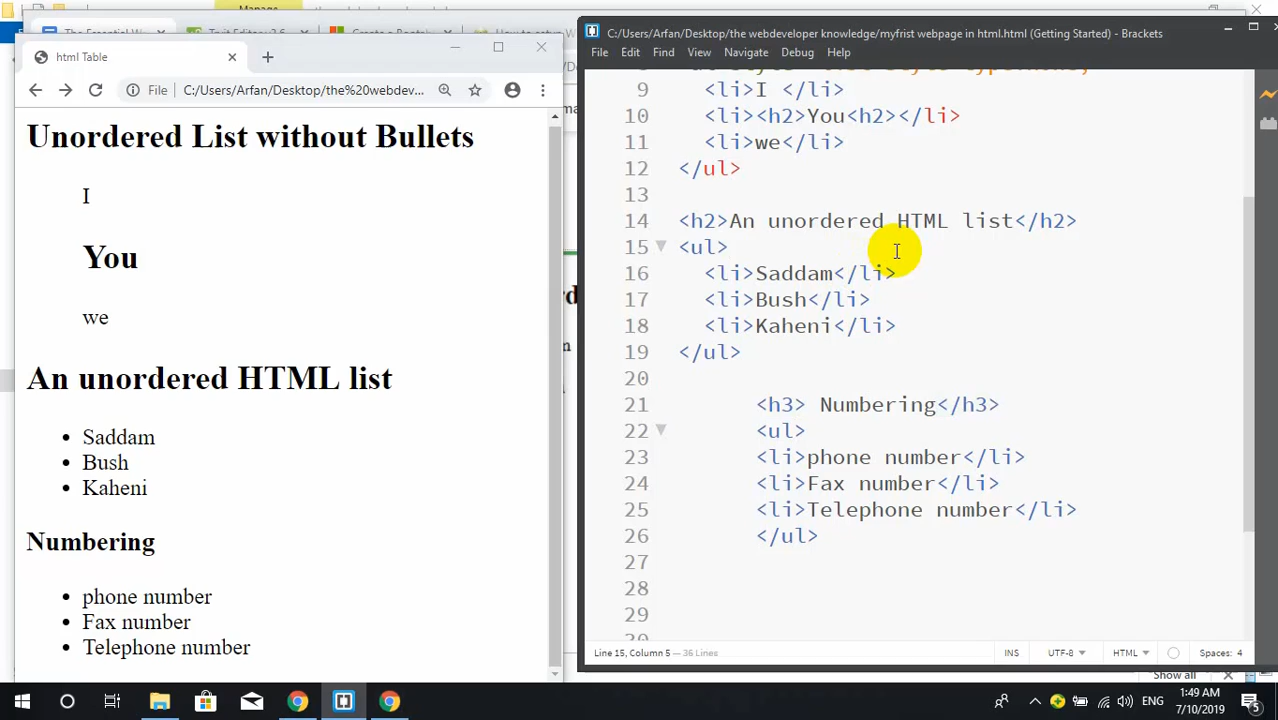 Manage
html Table
File
C:/Users/Arfan/Desktop/the%20webdev...
Unordered List without Bullets
I
You
we
An unordered HTML list
• Saddam
• Bush
• Kaheni
Numbering
• phone number
• Fax number
• Telephone number
C:/Users/Arfan/Desktop/the webdeveloper knowledge/myfrist webpage in html.html (Getting Started) - Brackets
File Edit Find View Navigate Debug Help
9 <li>I </li>
10 <li><h2>You<h2></li>
11 <li>we</li>
12 </ul>
13
14 <h2>An unordered HTML list</h2>
15 <ul>
16 <li>Saddam</li>
17 <li>Bush</li>
18 <li>Kaheni</li>
19 </ul>
20
21 <h3> Numbering</h3>
22 <ul>
23 <li>phone number</li>
24 <li>Fax number</li>
25 <li>Telephone number</li>
26 </ul>
27
28
29
Line 15, Column 5 — 36 Lines
INS UTF-8 HTML Spaces: 4
Show all
ENG
1:49 AM
7/10/2019
5